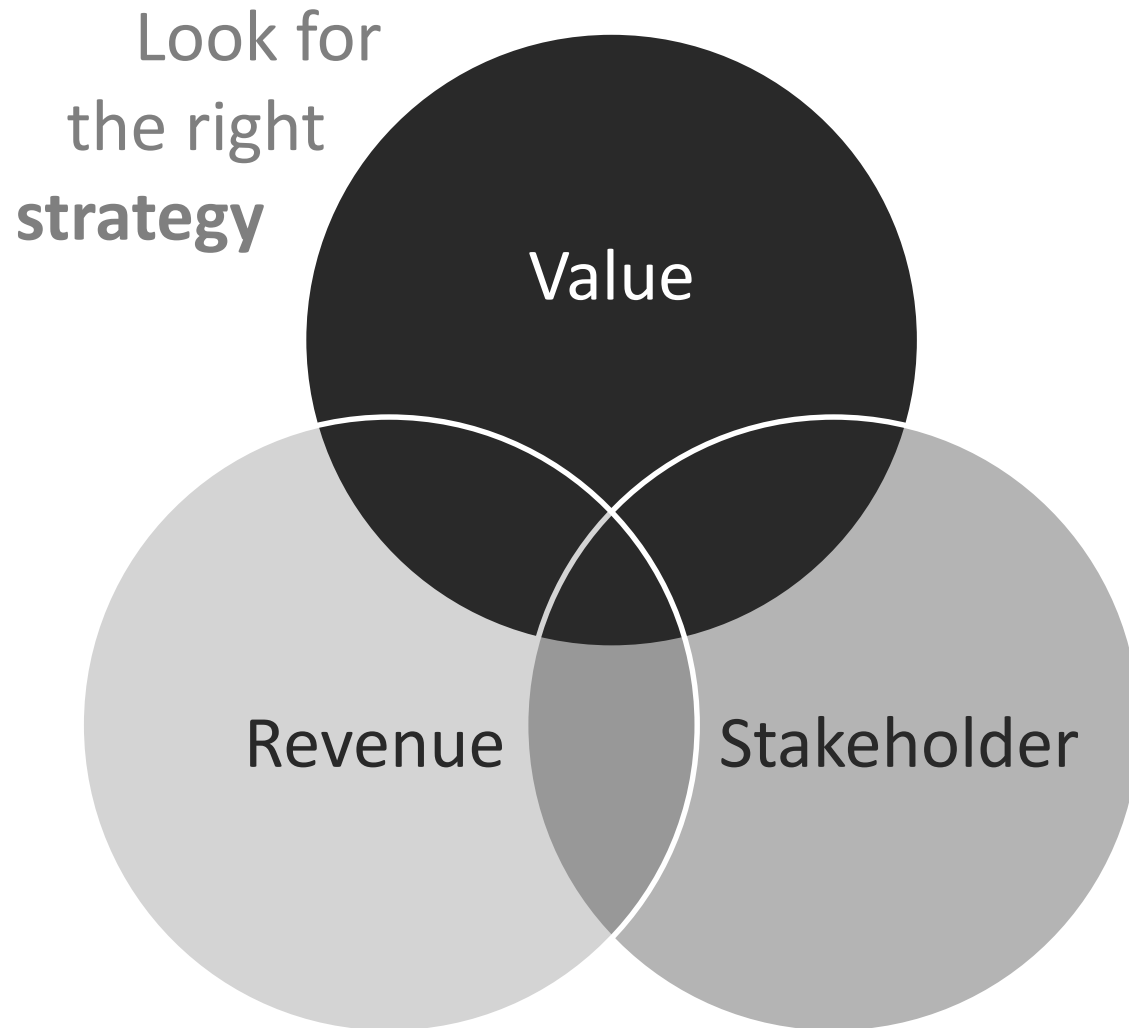 Look for
the right
strategy
Value
Revenue
Stakeholder